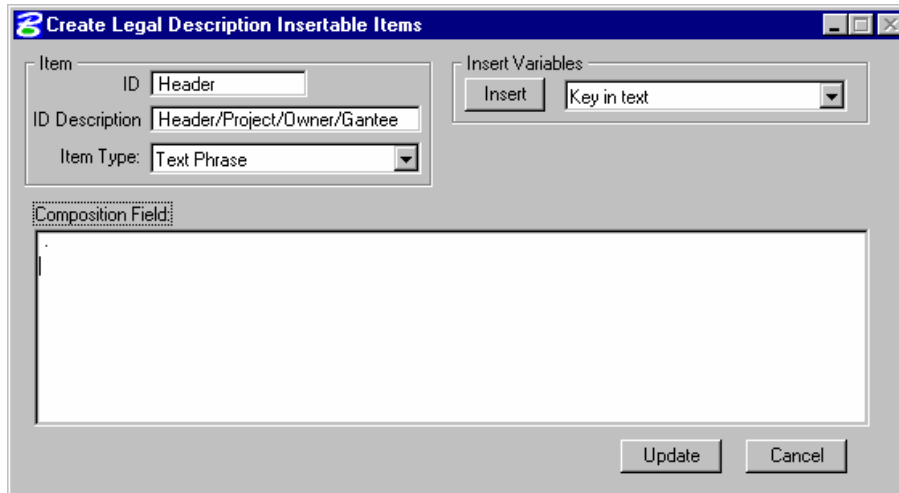 Create Legal Description Insertable Items
Item
ID Header
ID Description Header/Project/Owner/Gantee
Item Type: Text Phrase
Insert Variables
Insert Key in text
Composition Field:
.
Update Cancel